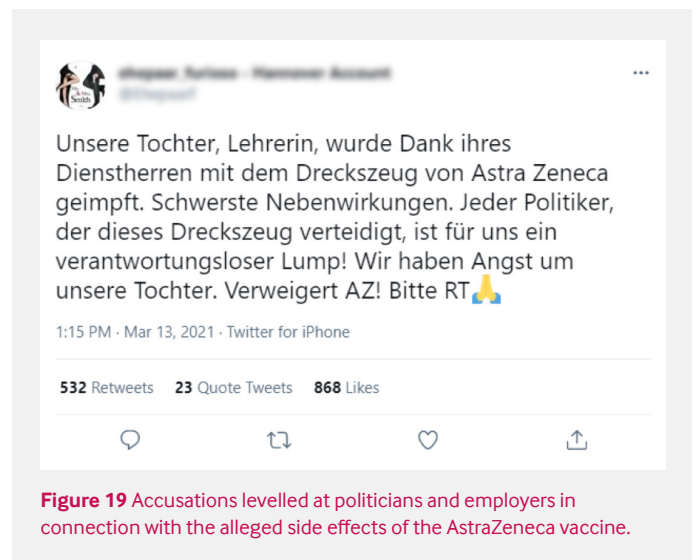 Smith
Unsere Tochter, Lehrerin, wurde Dank ihres
Dienstherren mit dem Dreckszeug von Astra Zeneca
geimpft. Schwerste Nebenwirkungen. Jeder Politiker,
der dieses Dreckszeug verteidigt, ist für uns ein
verantwortungsloser Lump! Wir haben Angst um
unsere Tochter. Verweigert AZ! Bitte RT🙏
1:15 PM · Mar 13, 2021 · Twitter for iPhone
532 Retweets 23 Quote Tweets 868 Likes
Figure 19 Accusations levelled at politicians and employers in
connection with the alleged side effects of the AstraZeneca vaccine.